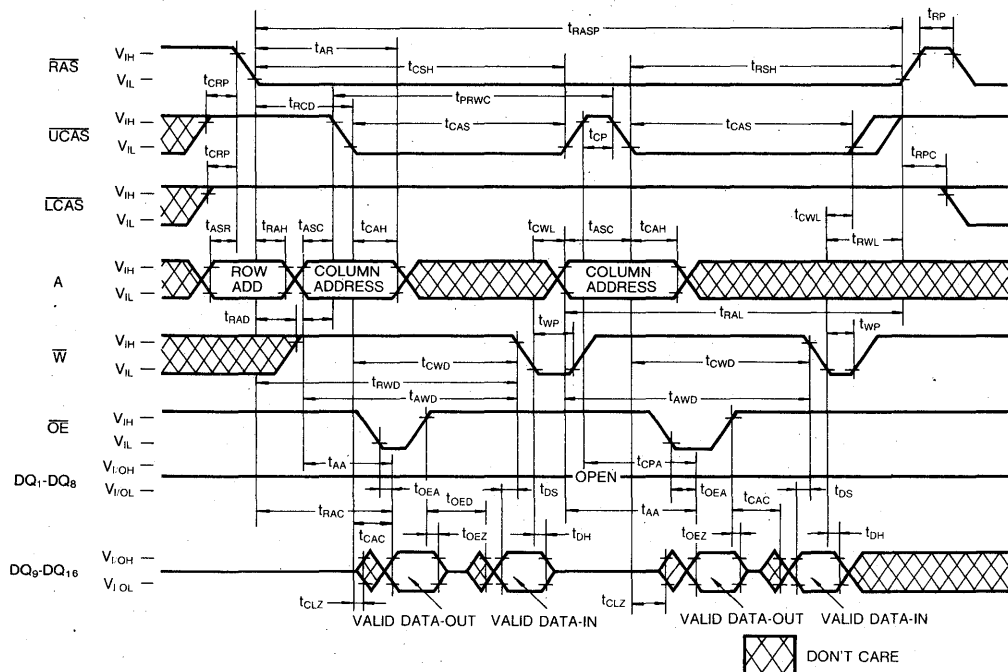 tRASP
tRP
tAR
RAS
VIH
VIL
tCSH
tRSH
tCRP
tRCD
tPRWC
UCAS
VIH
VIL
tCAS
tCP
tCAS
tCRP
tRPC
LCAS
VIH
VIL
tCWL
tRWL
tASR
tRAH
tASC
tCAH
tCWL
tASC
tCAH
A
VIH
VIL
ROW
ADD
COLUMN
ADDRESS
COLUMN
ADDRESS
tRAD
tRAL
tWP
tWP
W
VIH
VIL
tCWD
tCWD
tRWD
tAWD
tAWD
OE
VIH
VIL
tAA
tCPA
DQ1-DQ8
VI/OH
VI/OL
OPEN
tOEA
tOED
tDS
tOEA
tDS
tRAC
tAA
tCAC
tCAC
tOEZ
tDH
tOEZ
tDH
DQ9-DQ16
VI/OH
VI/OL
tCLZ
tCLZ
VALID DATA-OUT
VALID DATA-IN
VALID DATA-OUT
VALID DATA-IN
DON'T CARE